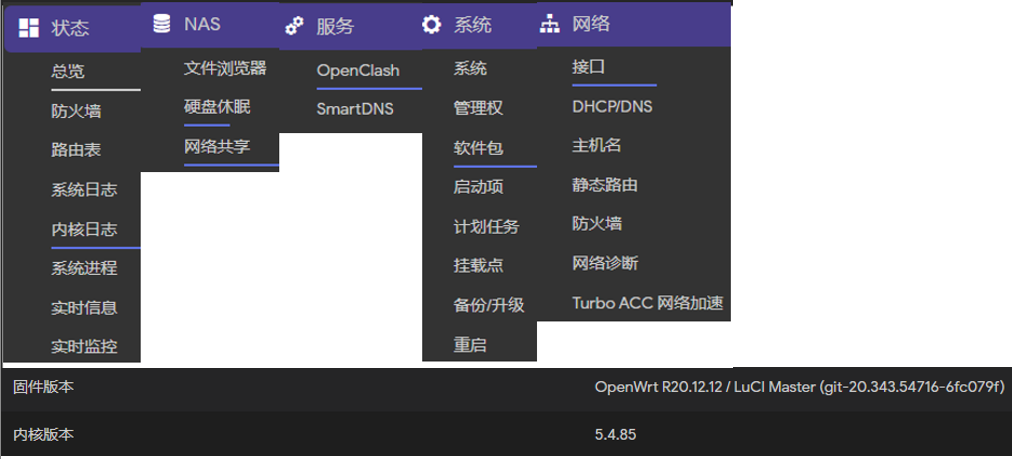 状态
总览
防火墙
路由表
系统日志
内核日志
系统进程
实时信息
实时监控
NAS
文件浏览器
硬盘休眠
网络共享
服务
OpenClash
SmartDNS
系统
系统
管理权
软件包
启动项
计划任务
挂载点
备份/升级
重启
网络
接口
DHCP/DNS
主机名
静态路由
防火墙
网络诊断
Turbo ACC 网络加速
固件版本 OpenWrt R20.12.12 / LuCI Master (git-20.343.54716-6fc079f)
内核版本 5.4.85